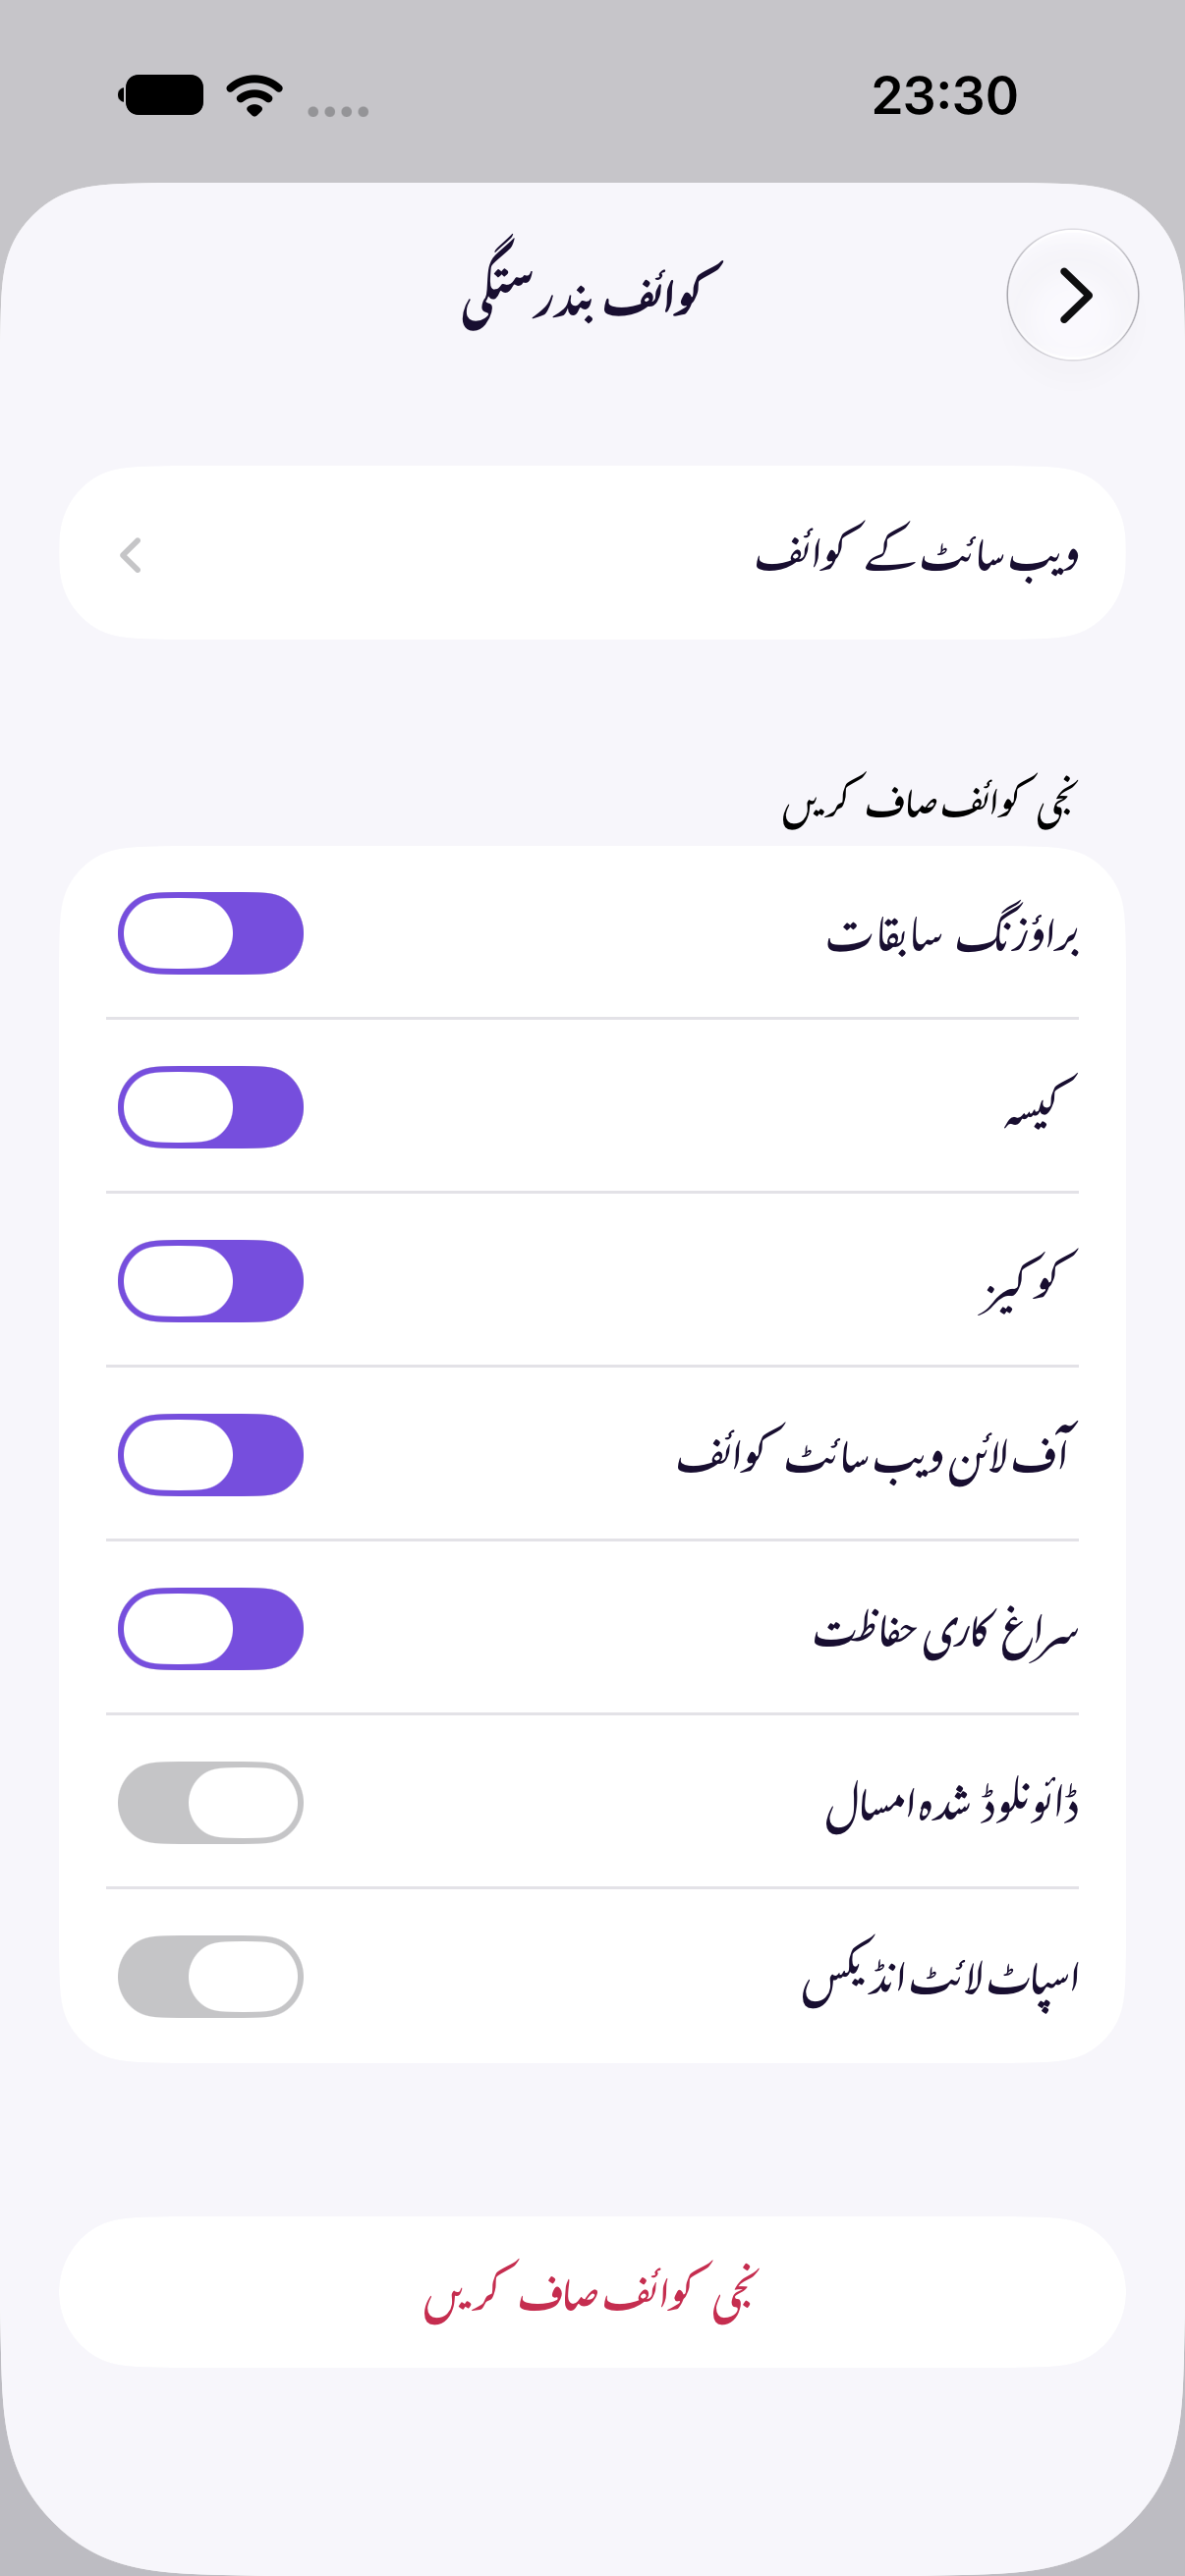 23:30
کوائف بندرستگی
ویب سائٹ کے کوائف
نجی کوائف صاف کریں
براؤزنگ سابقات
کیسہ
کوکیز
آف لائن ویب سائٹ کوائف
سراغ کاری حفاظت
ڈائونلوڈ شدہ امسال
اسپاٹ لائٹ انڈیکس
نجی کوائف صاف کریں